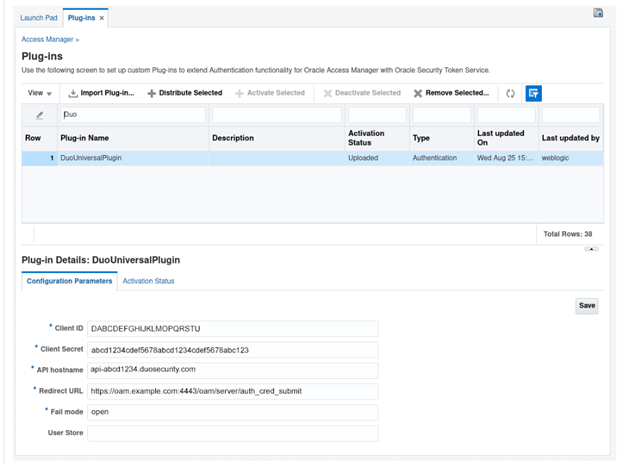 Launch Pad Plug-ins ×
Access Manager >
Plug-ins
Use the following screen to set up custom Plug-ins to extend Authentication functionality for Oracle Access Manager with Oracle Security Token Service.
View Import Plug-in... Distribute Selected Activate Selected Deactivate Selected Remove Selected...
Duo
Row Plug-in Name Description Activation Status Type Last updated On Last updated by
1 DuoUniversalPlugin Uploaded Authentication Wed Aug 25 15:... weblogic
Total Rows: 38
Plug-in Details: DuoUniversalPlugin
Configuration Parameters Activation Status
Save
* Client ID DABCDEFGHIJKLMOPQRSTU
* Client Secret abcd1234cdef5678abcd1234cdef5678abc123
* API hostname api-abcd1234.duosecurity.com
* Redirect URL https://oam.example.com:4443/oam/server/auth_cred_submit
* Fail mode open
User Store